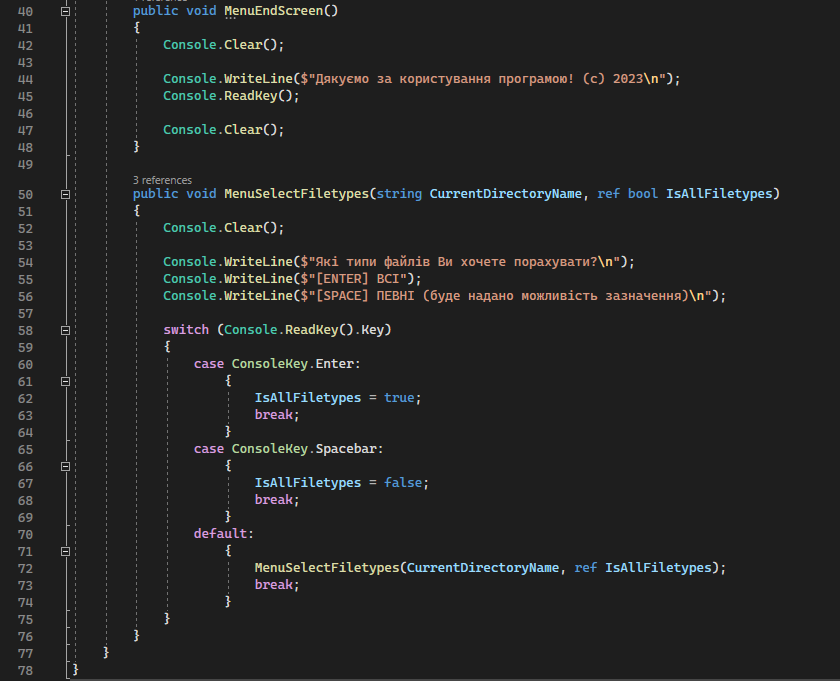 40 public void MenuEndScreen()
41 {
42 Console.Clear();
43
44 Console.WriteLine($"Дякуємо за користування програмою! (c) 2023\n");
45 Console.ReadKey();
46
47 Console.Clear();
48 }
49
3 references
50 public void MenuSelectFiletypes(string CurrentDirectoryName, ref bool IsAllFiletypes)
51 {
52 Console.Clear();
53
54 Console.WriteLine($"Які типи файлів Ви хочете порахувати?\n");
55 Console.WriteLine($"[ENTER] ВСІ");
56 Console.WriteLine($"[SPACE] ПЕВНІ (буде надано можливість зазначення)\n");
57
58 switch (Console.ReadKey().Key)
59 {
60 case ConsoleKey.Enter:
61 {
62 IsAllFiletypes = true;
63 break;
64 }
65 case ConsoleKey.Spacebar:
66 {
67 IsAllFiletypes = false;
68 break;
69 }
70 default:
71 {
72 MenuSelectFiletypes(CurrentDirectoryName, ref IsAllFiletypes);
73 break;
74 }
75 }
76 }
77 }
78 }